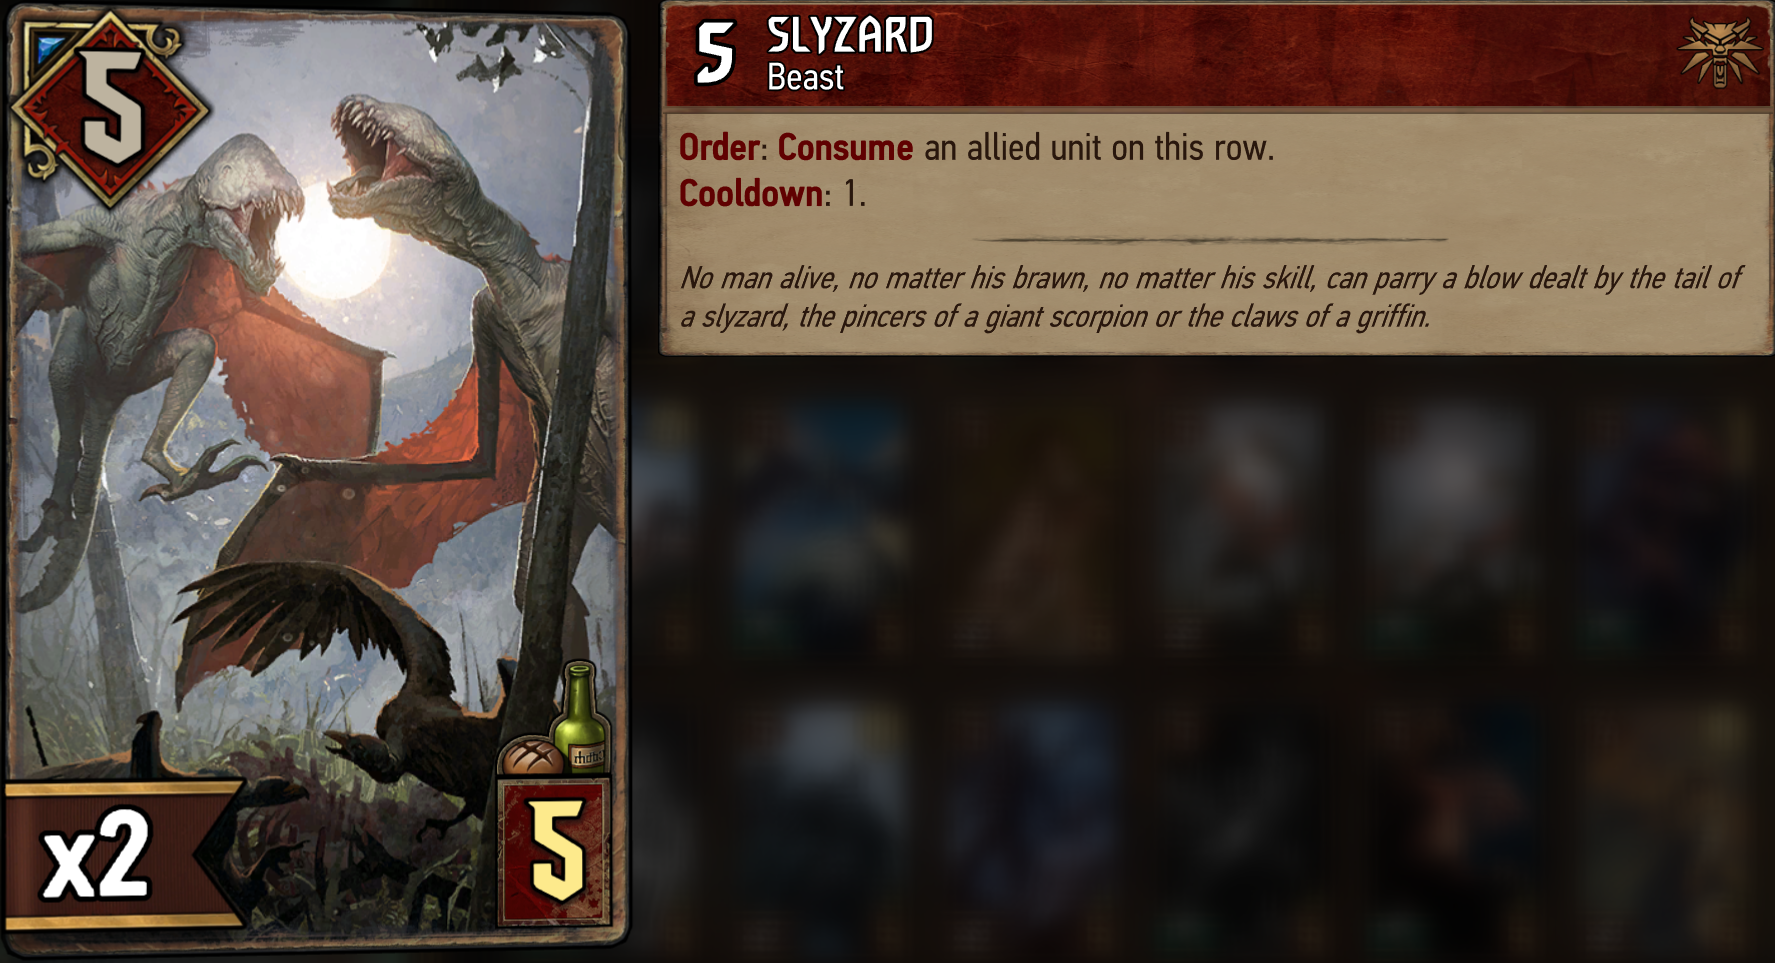 5
x2
5
5 SLYZARD
Beast
Order: Consume an allied unit on this row.
Cooldown: 1.
No man alive, no matter his brawn, no matter his skill, can parry a blow dealt by the tail of
a slyzard, the pincers of a giant scorpion or the claws of a griffin.